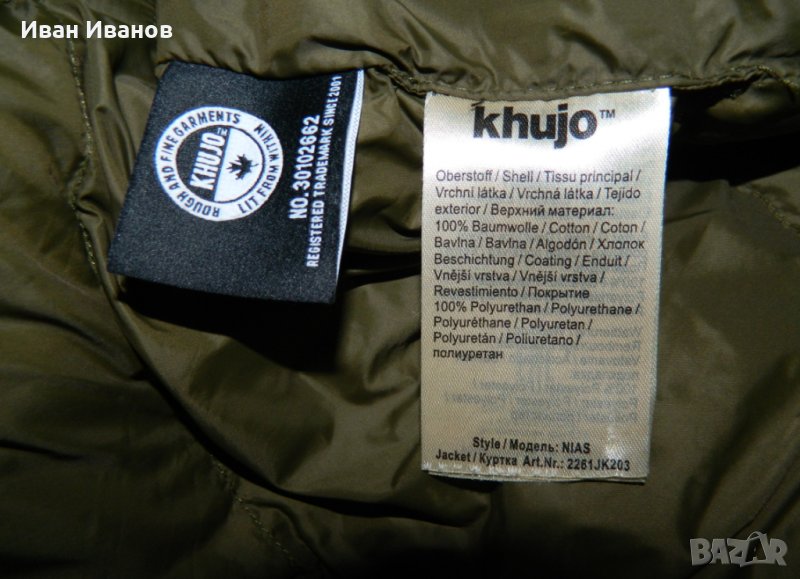 Иван Иванов
ROUGH AND FINE GARMENTS
KHUJO™
LIT FROM WITHIN
NO. 30102662
REGISTERED TRADEMARK SINCE 2001
khujo™
Oberstoff / Shell / Tissu principal /
Vrchni látka / Vrchná látka / Tejido
exterior / Верхний материал:
100% Baumwolle / Cotton / Coton /
Bavlna / Bavlna / Algodón / Хлопок
Beschichtung / Coating / Enduit /
Vnější vrstva / Vnější vrstva /
Revestimiento / Покрытие
100% Polyurethan / Polyurethane /
Polyuréthane / Polyuretan /
Polyuretán / Poliuretano /
полиуретан
Style / Модель: NIAS
Jacket / Куртка Art.Nr.: 2261JK203
BAZAR